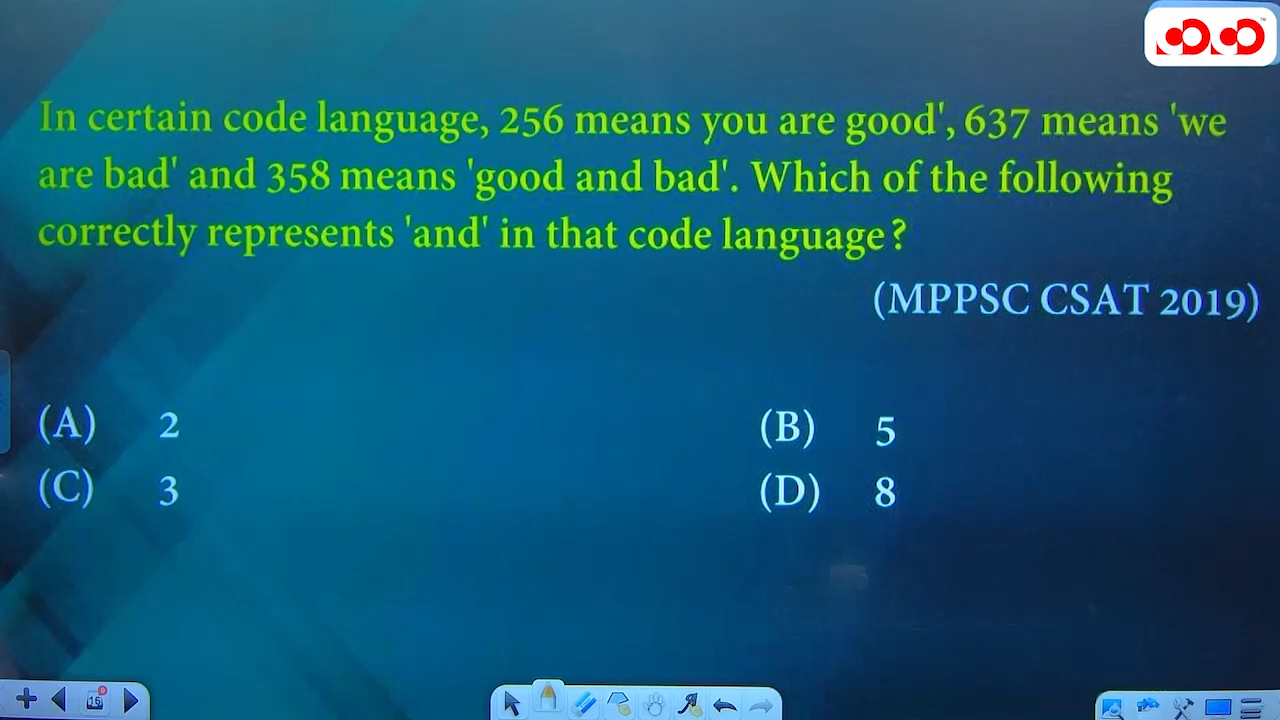 In certain code language, 256 means you are good', 637 means 'we
are bad' and 358 means 'good and bad'. Which of the following
correctly represents 'and' in that code language?
(MPPSC CSAT 2019)
(A) 2
(B) 5
(C) 3
(D) 8